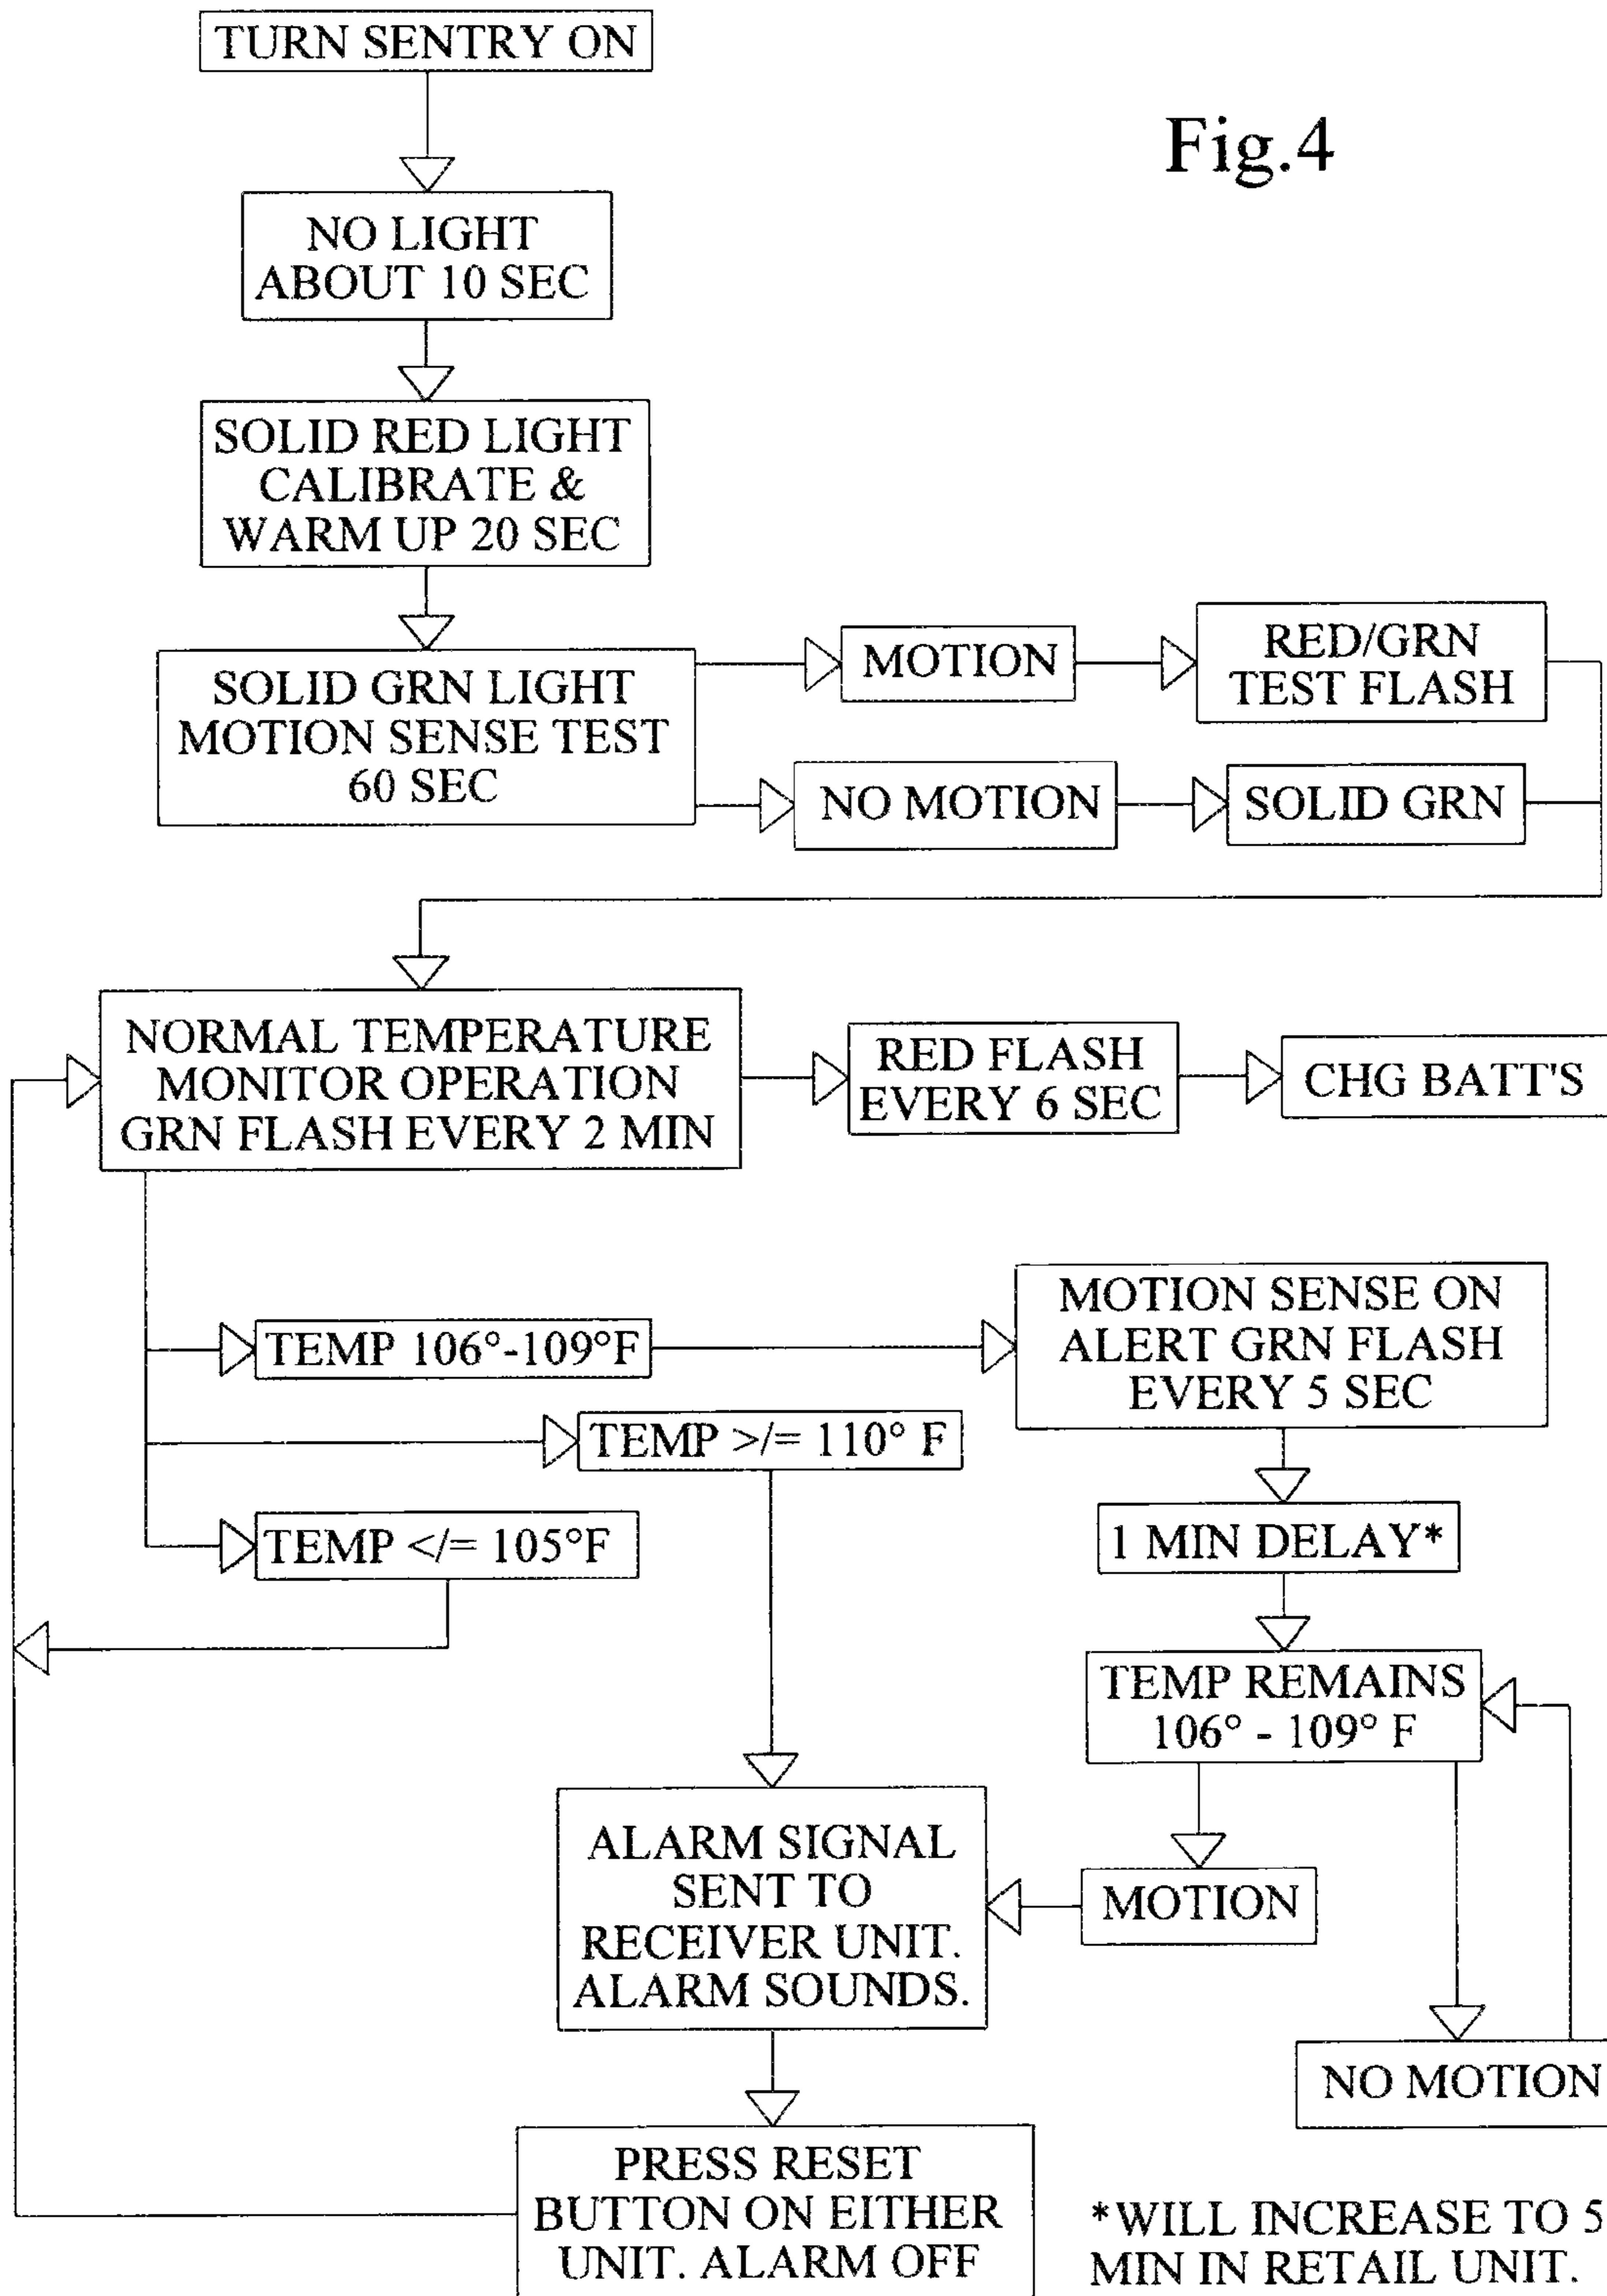 TURN SENTRY ON
Fig.4
NO LIGHT
ABOUT 10 SEC
SOLID RED LIGHT
CALIBRATE &
WARM UP 20 SEC
SOLID GRN LIGHT
MOTION SENSE TEST
60 SEC
MOTION
RED/GRN
TEST FLASH
NO MOTION
SOLID GRN
NORMAL TEMPERATURE
MONITOR OPERATION
GRN FLASH EVERY 2 MIN
RED FLASH
EVERY 6 SEC
CHG BATT'S
TEMP 106°-109°F
MOTION SENSE ON
ALERT GRN FLASH
EVERY 5 SEC
TEMP >/= 110° F
TEMP </= 105°F
1 MIN DELAY*
TEMP REMAINS
106° - 109° F
ALARM SIGNAL
SENT TO
RECEIVER UNIT.
ALARM SOUNDS.
MOTION
NO MOTION
PRESS RESET
BUTTON ON EITHER
UNIT. ALARM OFF
*WILL INCREASE TO 5
MIN IN RETAIL UNIT.